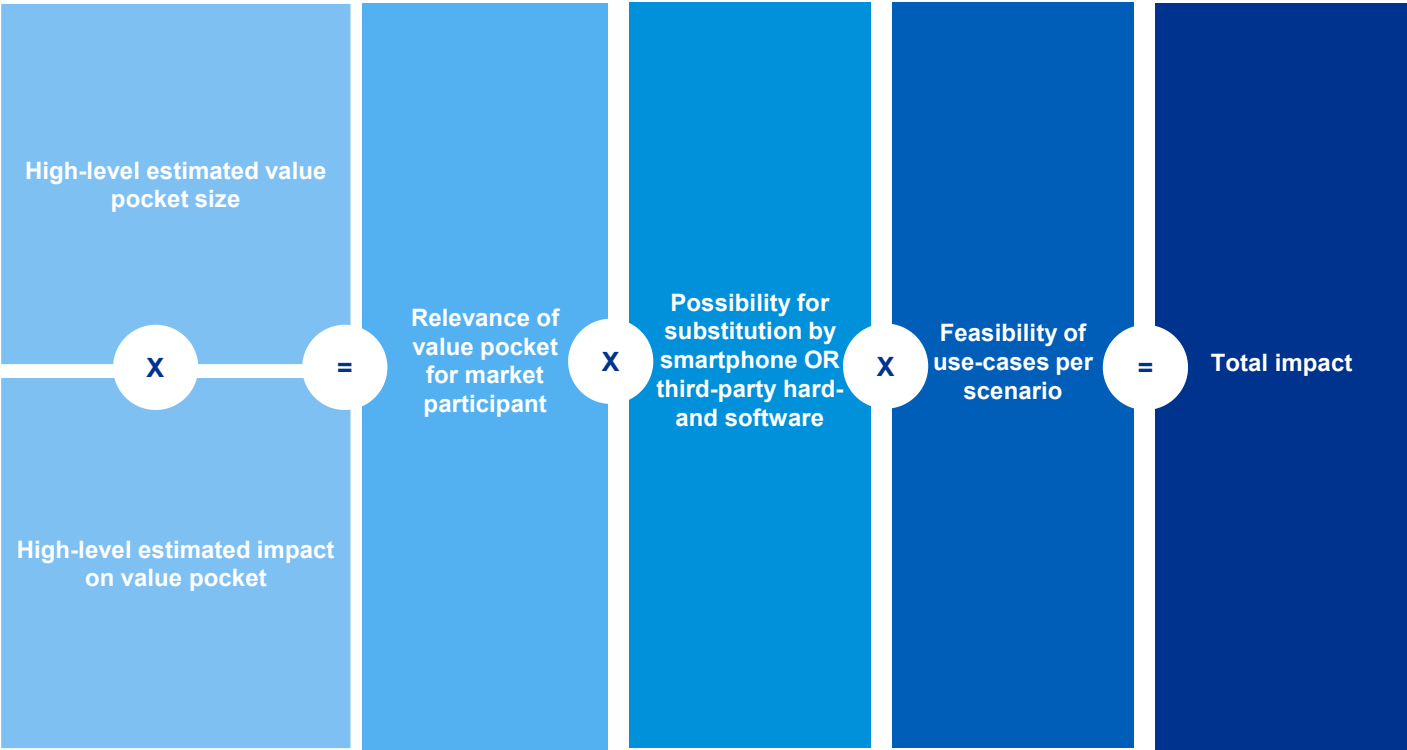 High-level estimated value
pocket size
X
High-level estimated impact
on value pocket
=
Relevance of
value pocket
for market
participant
X
Possibility for
substitution by
smartphone OR
third-party hard-
and software
X
Feasibility of
use-cases per
scenario
=
Total impact